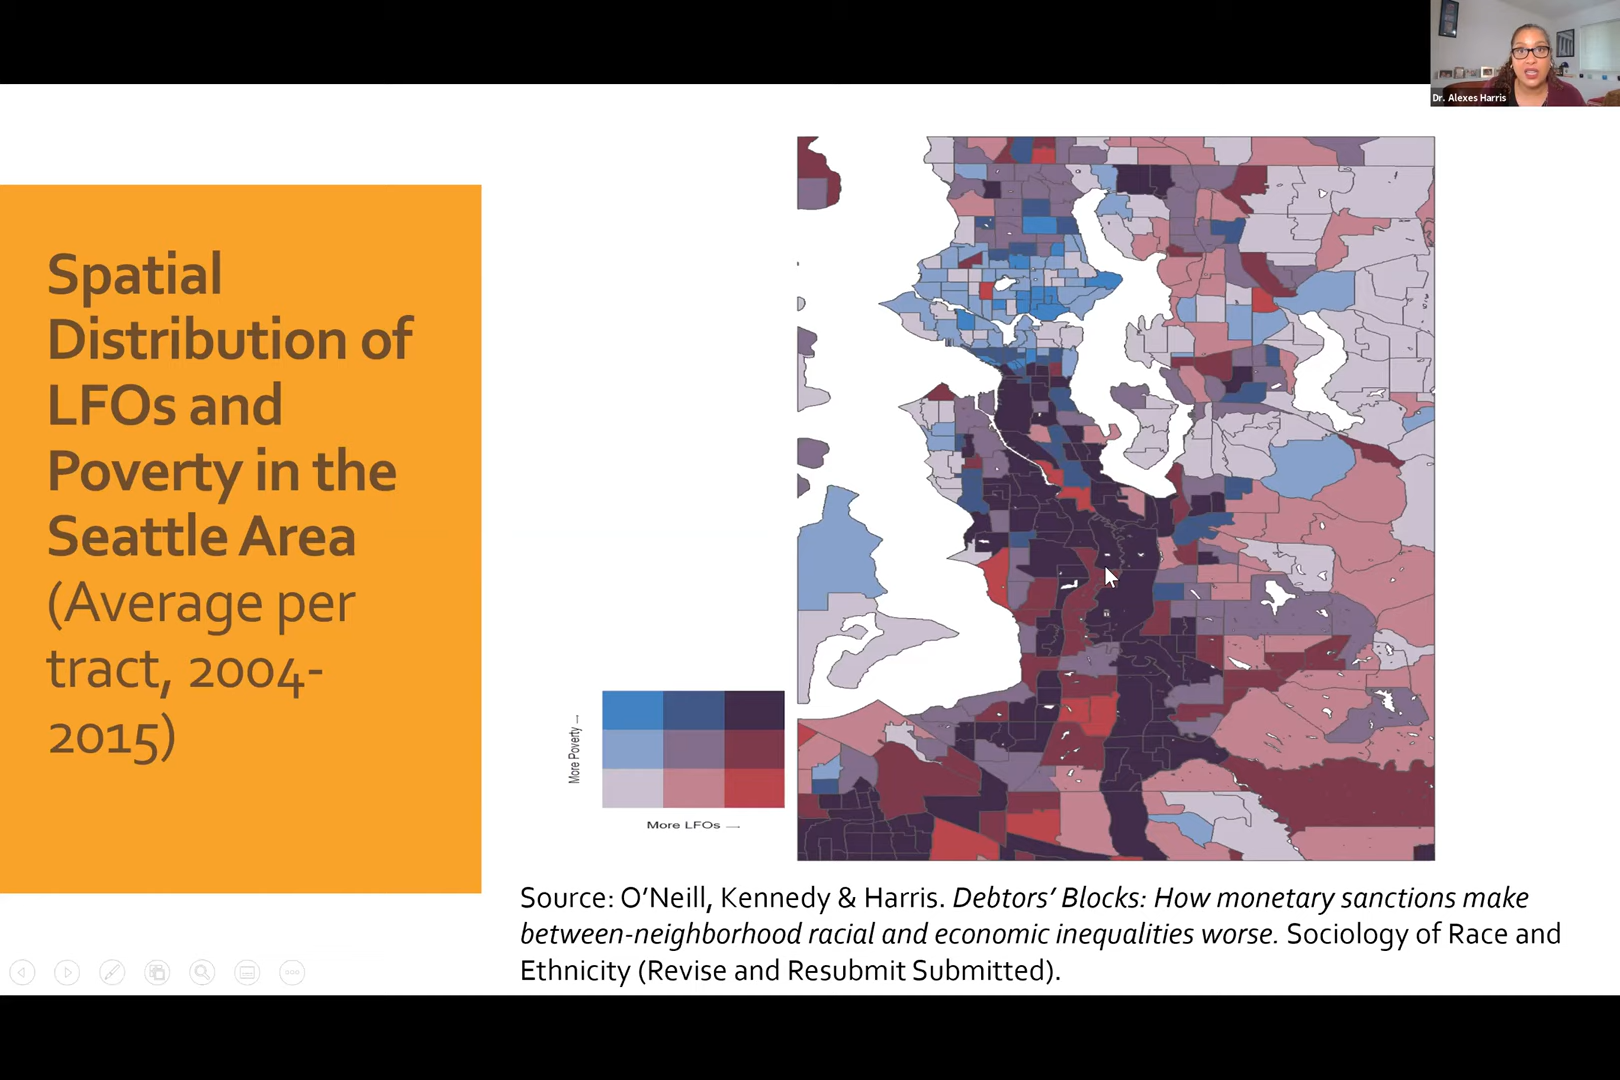 Dr. Alexes Harris
Spatial
Distribution of
LFOs and
Poverty in the
Seattle Area
(Average per
tract, 2004-
2015)
More Poverty →
More LFOs →
Source: O’Neill, Kennedy & Harris. Debtors’ Blocks: How monetary sanctions make
between-neighborhood racial and economic inequalities worse. Sociology of Race and
Ethnicity (Revise and Resubmit Submitted).